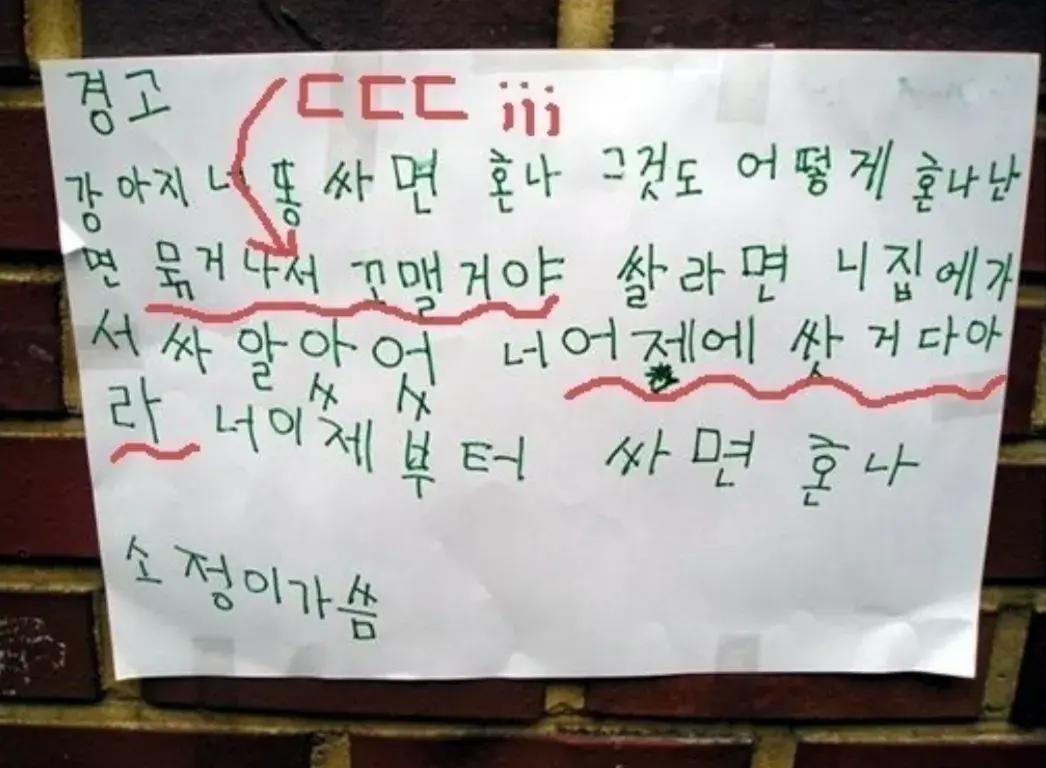 경고
ㄷㄷㄷ ;;;
강아지너 똥 싸면 혼나 그것도 어떻게 혼나난
면 묶거나서 꼬맬거야 쌀라면 니집에가
서 싸 알았어 너어제에 쌋거다아
라 너이제부터 싸면 혼나
소정이가씀